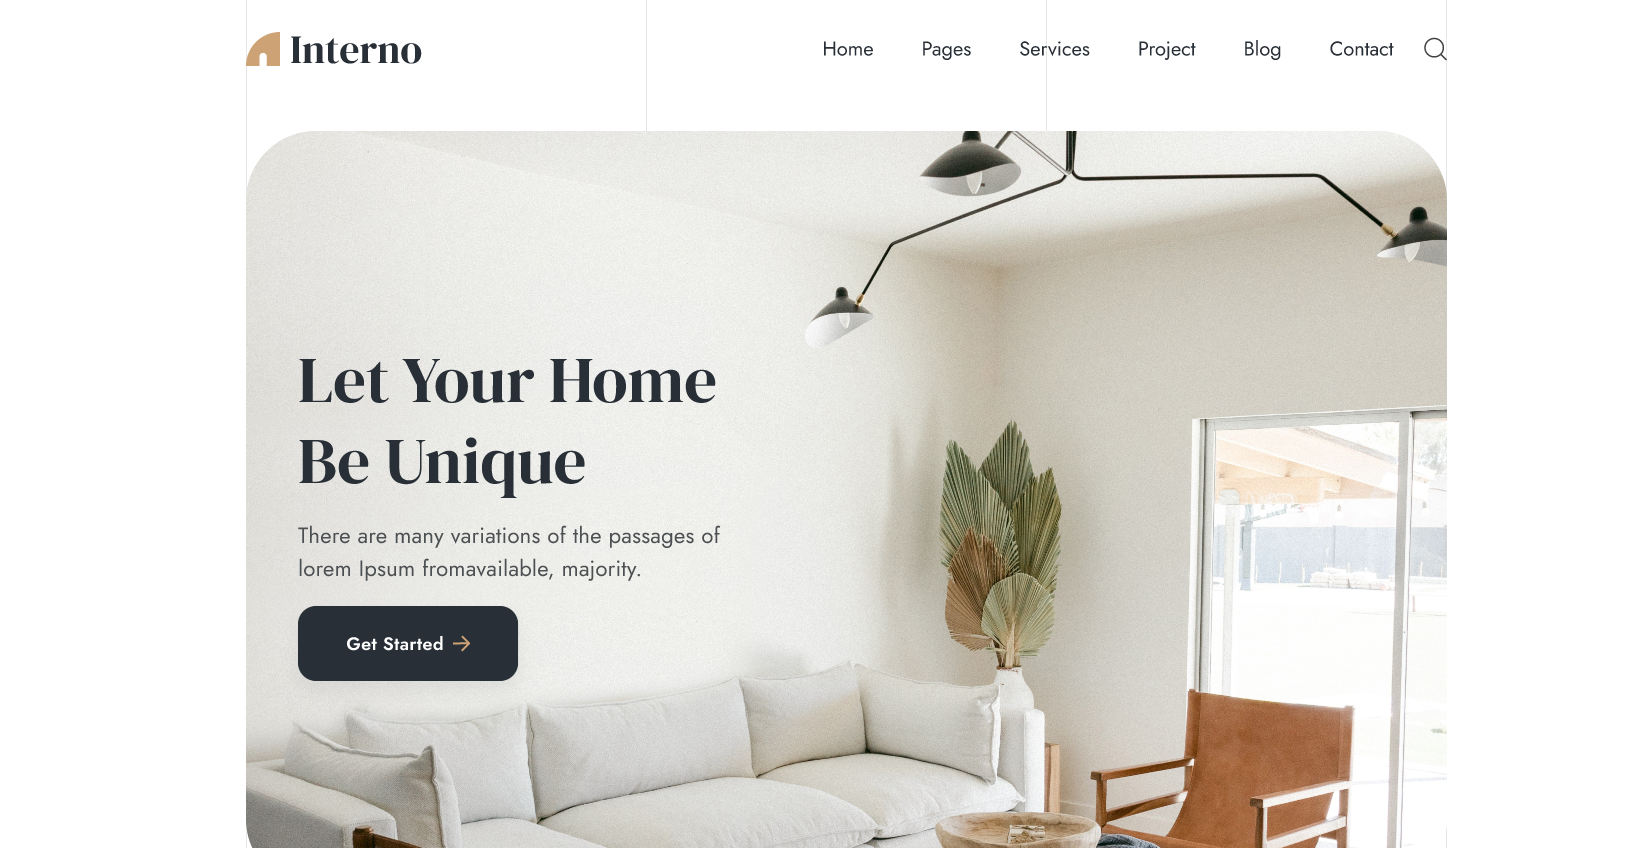 Interno
Home Pages Services Project Blog Contact
Let Your Home
Be Unique
There are many variations of the passages of
lorem Ipsum fromavailable, majority.
Get Started →